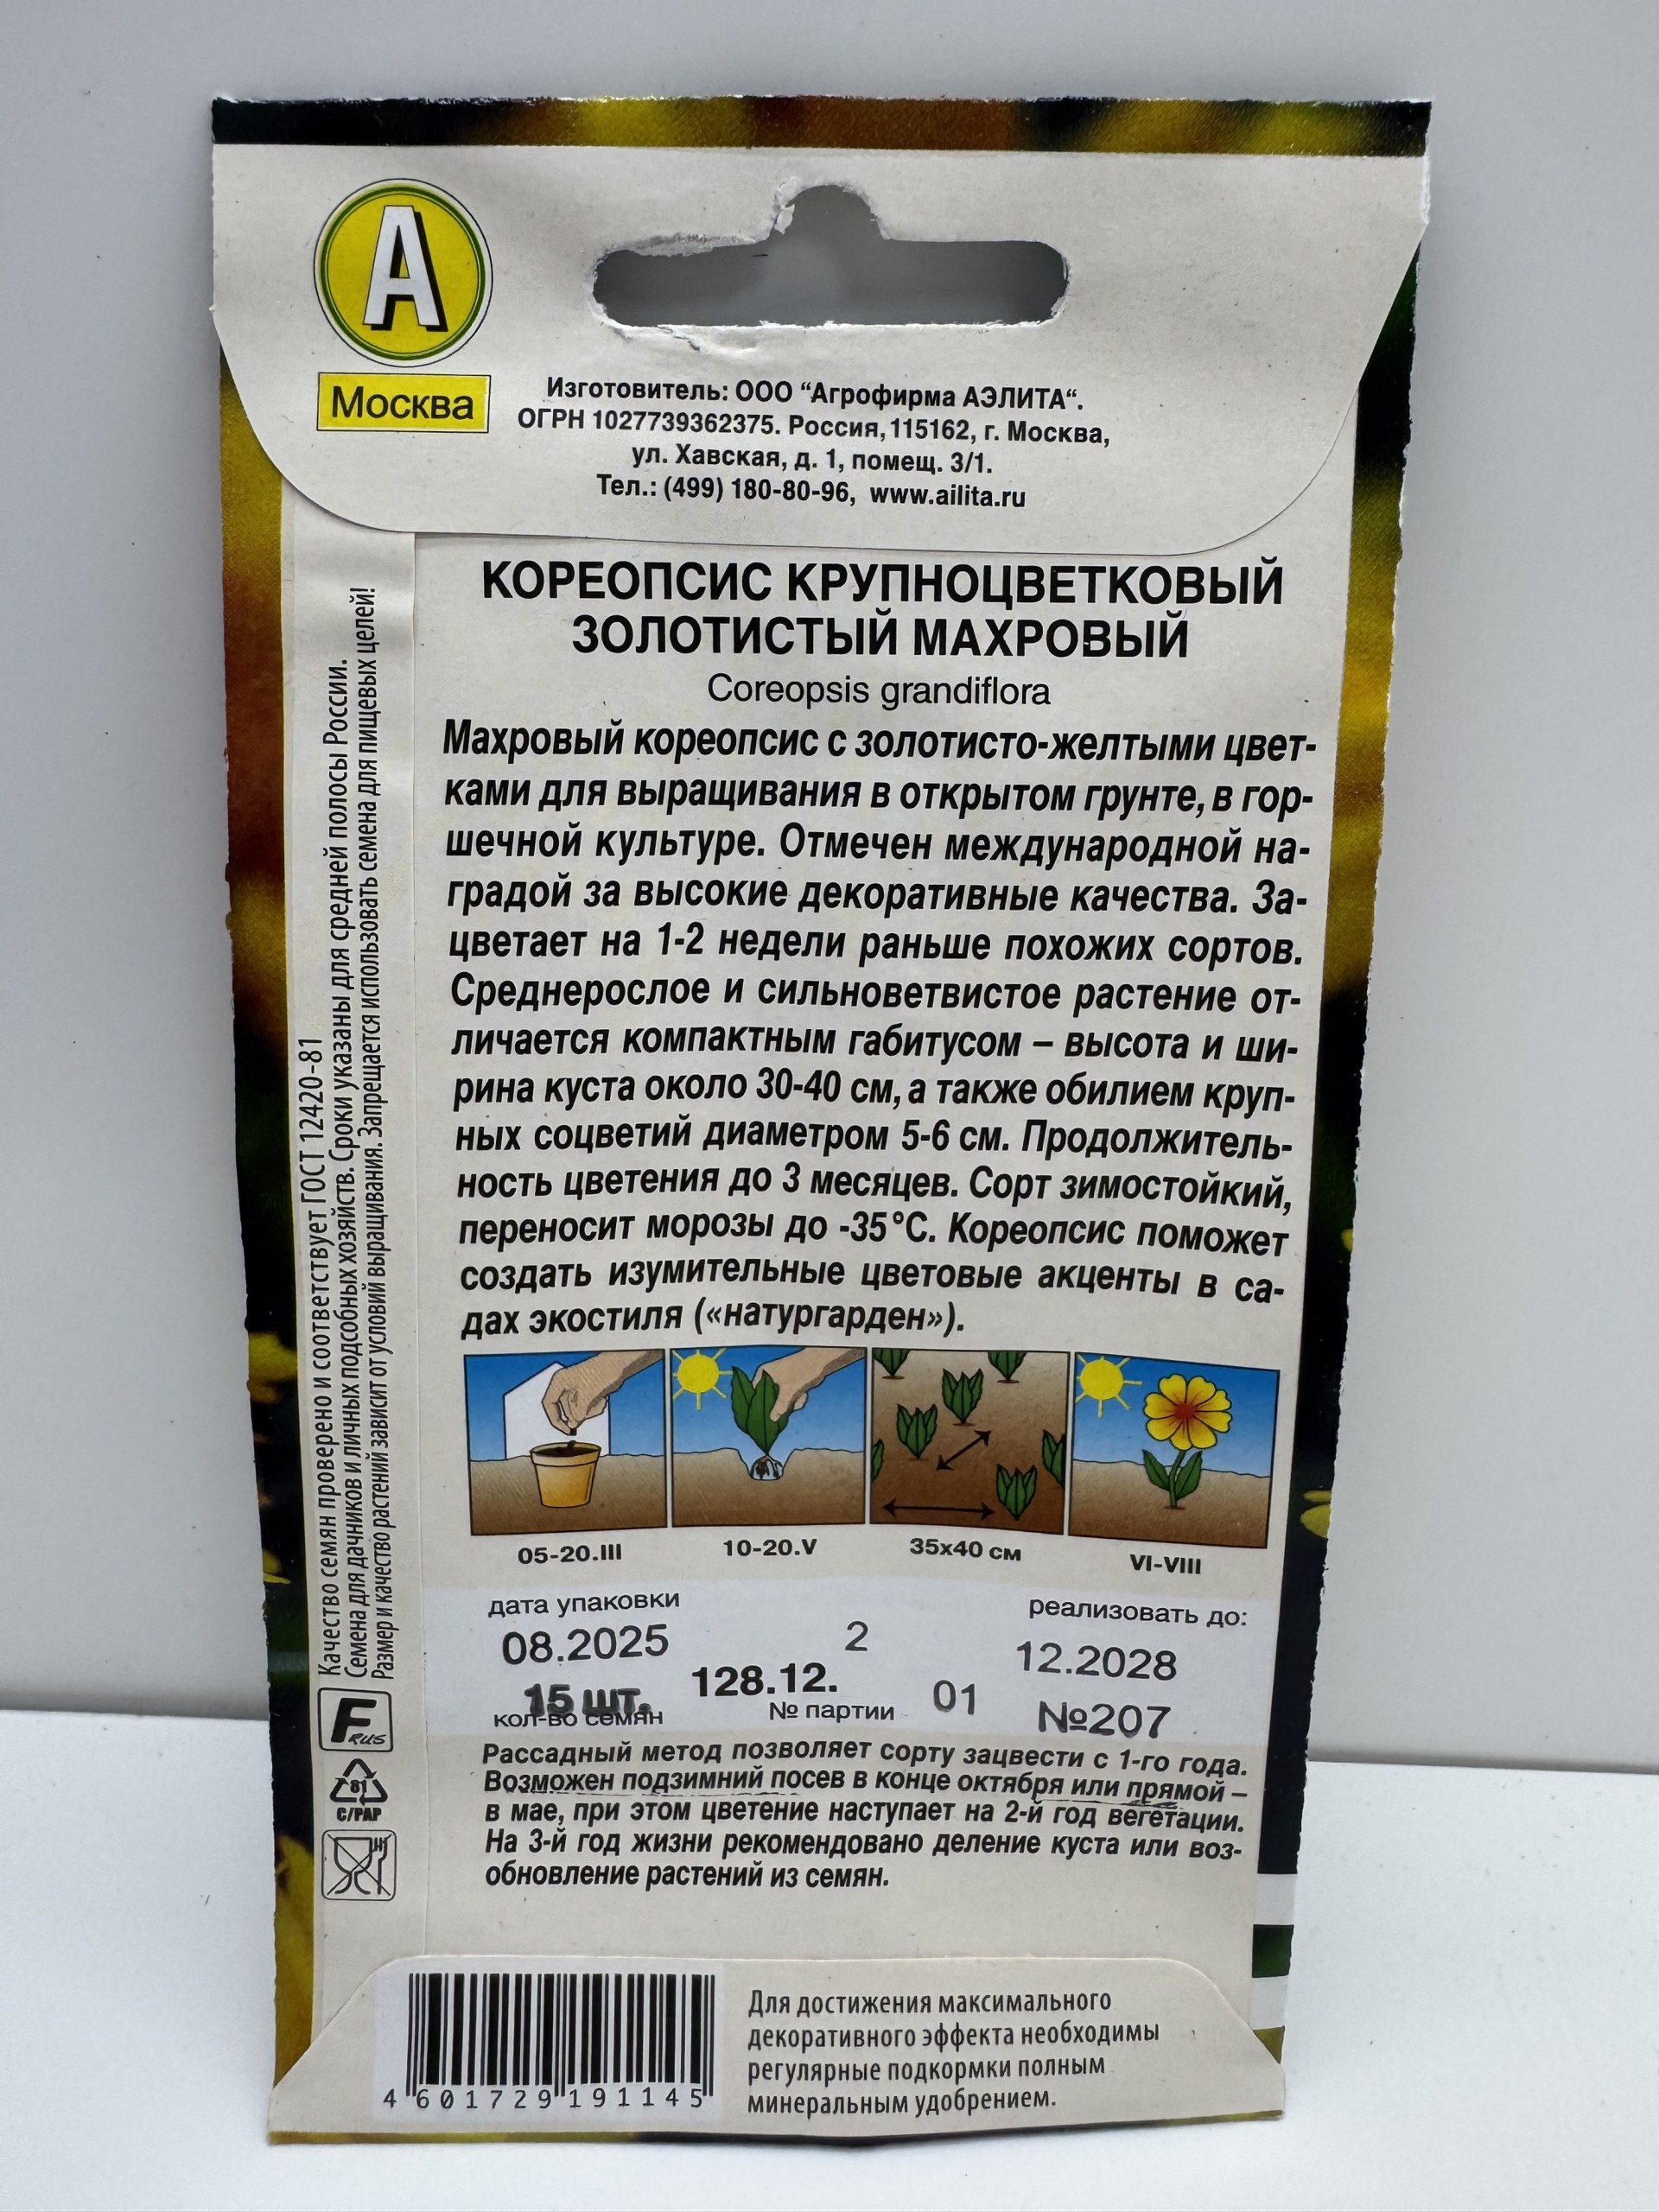 А
Москва
Изготовитель: ООО “Агрофирма АЭЛИТА“.
ОГРН 1027739362375. Россия, 115162, г. Москва,
ул. Хавская, д. 1, помещ. 3/1.
Тел.: (499) 180-80-96, www.ailita.ru
КОРЕОПСИС КРУПНОЦВЕТКОВЫЙ
ЗОЛОТИСТЫЙ МАХРОВЫЙ
Coreopsis grandiflora
Махровый кореопсис с золотисто-желтыми цвет-
ками для выращивания в открытом грунте, в гор-
шечной культуре. Отмечен международной на-
градой за высокие декоративные качества. За-
цветает на 1-2 недели раньше похожих сортов.
Среднерослое и сильноветвистое растение от-
личается компактным габитусом – высота и ши-
рина куста около 30-40 см, а также обилием круп-
ных соцветий диаметром 5-6 см. Продолжитель-
ность цветения до 3 месяцев. Сорт зимостойкий,
переносит морозы до -35°С. Кореопсис поможет
создать изумительные цветовые акценты в са-
дах экостиля («натургарден»).
05-20.III
10-20.V
35х40 см
VI-VIII
дата упаковки
реализовать до:
08.2025
2
12.2028
15 шт.
128.12.
01
№207
кол-во семян
№ партии
Рассадный метод позволяет сорту зацвести с 1-го года.
Возможен подзимний посев в конце октября или прямой –
в мае, при этом цветение наступает на 2-й год вегетации.
На 3-й год жизни рекомендовано деление куста или воз-
обновление растений из семян.
Качество семян проверено и соответствует ГОСТ 12420-81
Семена для дачников и личных подсобных хозяйств. Сроки указаны для средней полосы России.
Размер и качество растений зависит от условий выращивания. Запрещается использовать семена для пищевых целей!
F RUS
81
C/PAP
4 601729 191145
Для достижения максимального
декоративного эффекта необходимы
регулярные подкормки полным
минеральным удобрением.